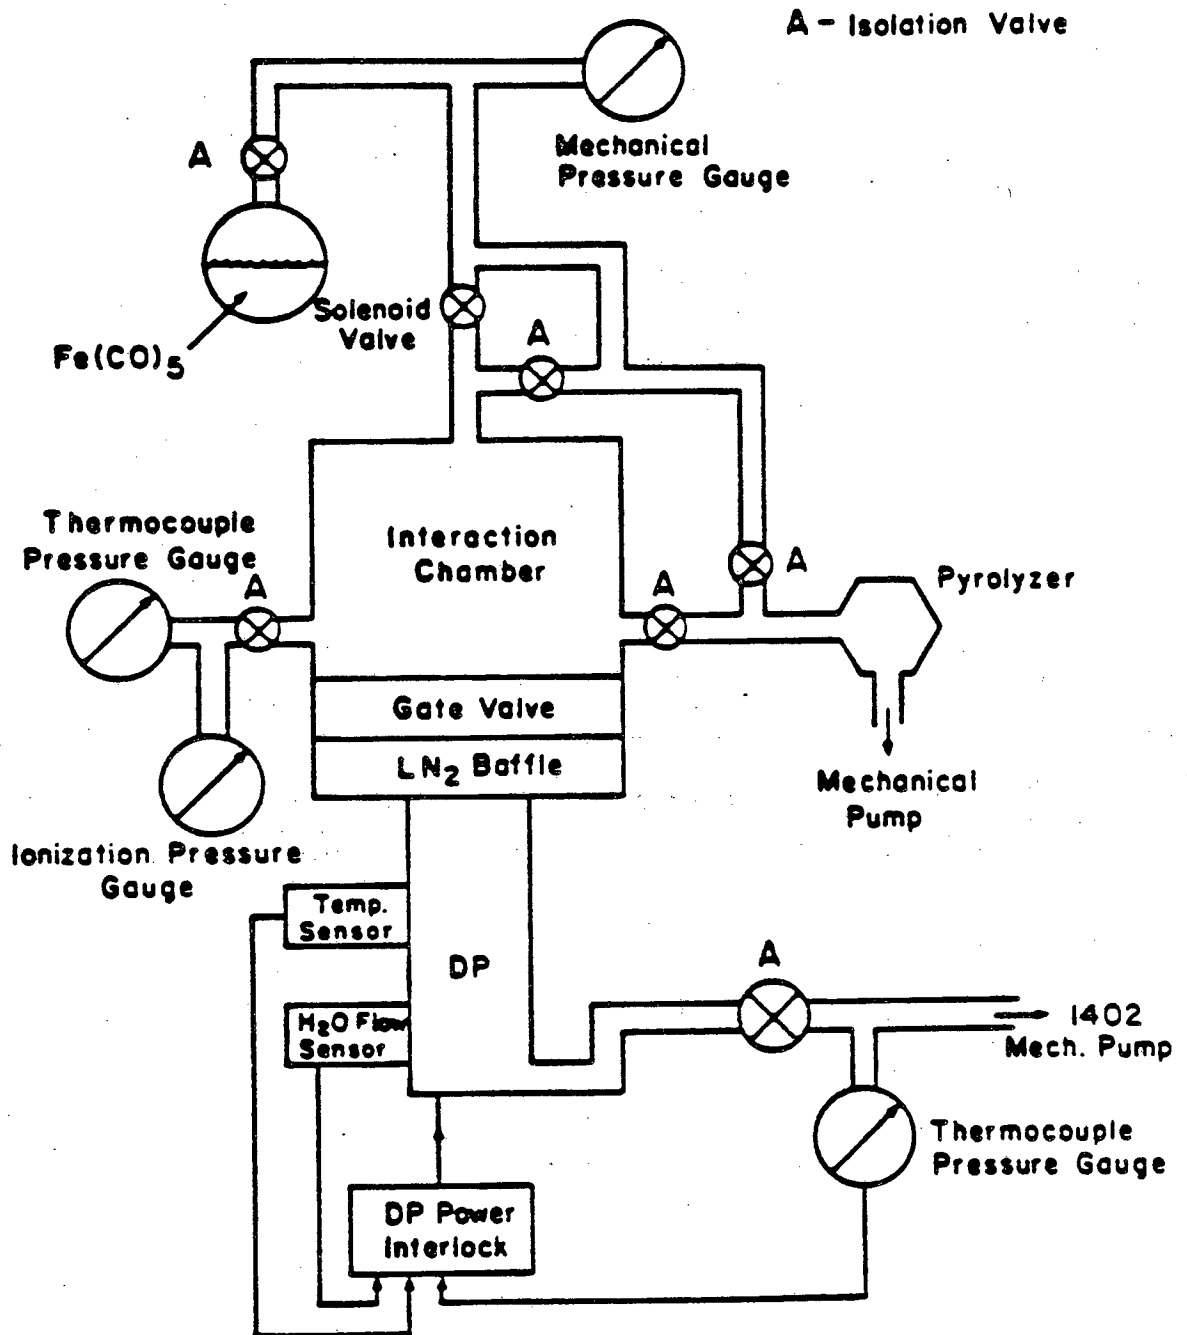 A - Isolation Valve
Mechanical
Pressure Gauge
A
Solenoid
Valve
A
Fe(CO)5
Thermocouple
Pressure Gauge
A
Interaction
Chamber
A
A
Pyrolyzer
Gate Valve
LN2 Baffle
Mechanical
Pump
Ionization Pressure
Gauge
Temp.
Sensor
DP
A
H2O Flow
Sensor
1402
Mech. Pump
Thermocouple
Pressure Gauge
DP Power
Interlock